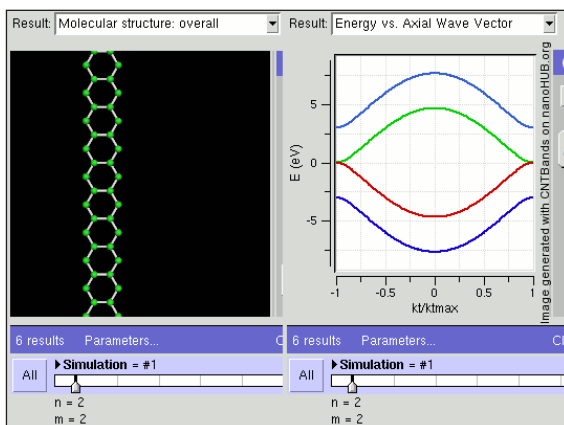 Result: Molecular structure: overall
Result: Energy vs. Axial Wave Vector
E (eV)
5
0
-5
-1
-0.5
0
0.5
1
kt/ktmax
Image generated with CNTBands on nanoHUB.org
6 results Parameters... Cl
All
Simulation = #1
n = 2
m = 2
6 results Parameters... Cl
All
Simulation = #1
n = 2
m = 2